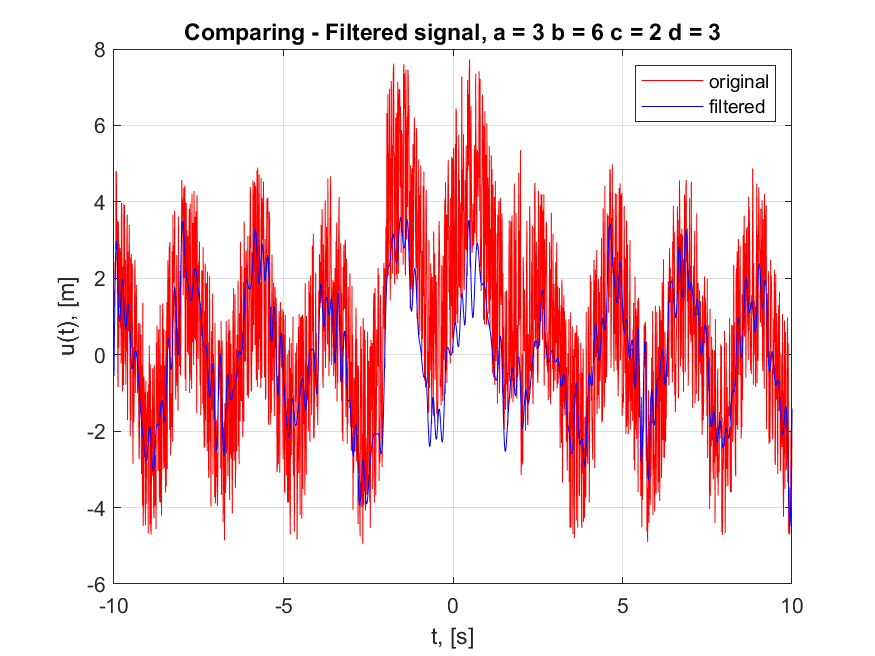 Comparing - Filtered signal, a = 3 b = 6 c = 2 d = 3
8
6
4
2
0
-2
-4
-6
u(t), [m]
original
filtered
-10
-5
0
5
10
t, [s]